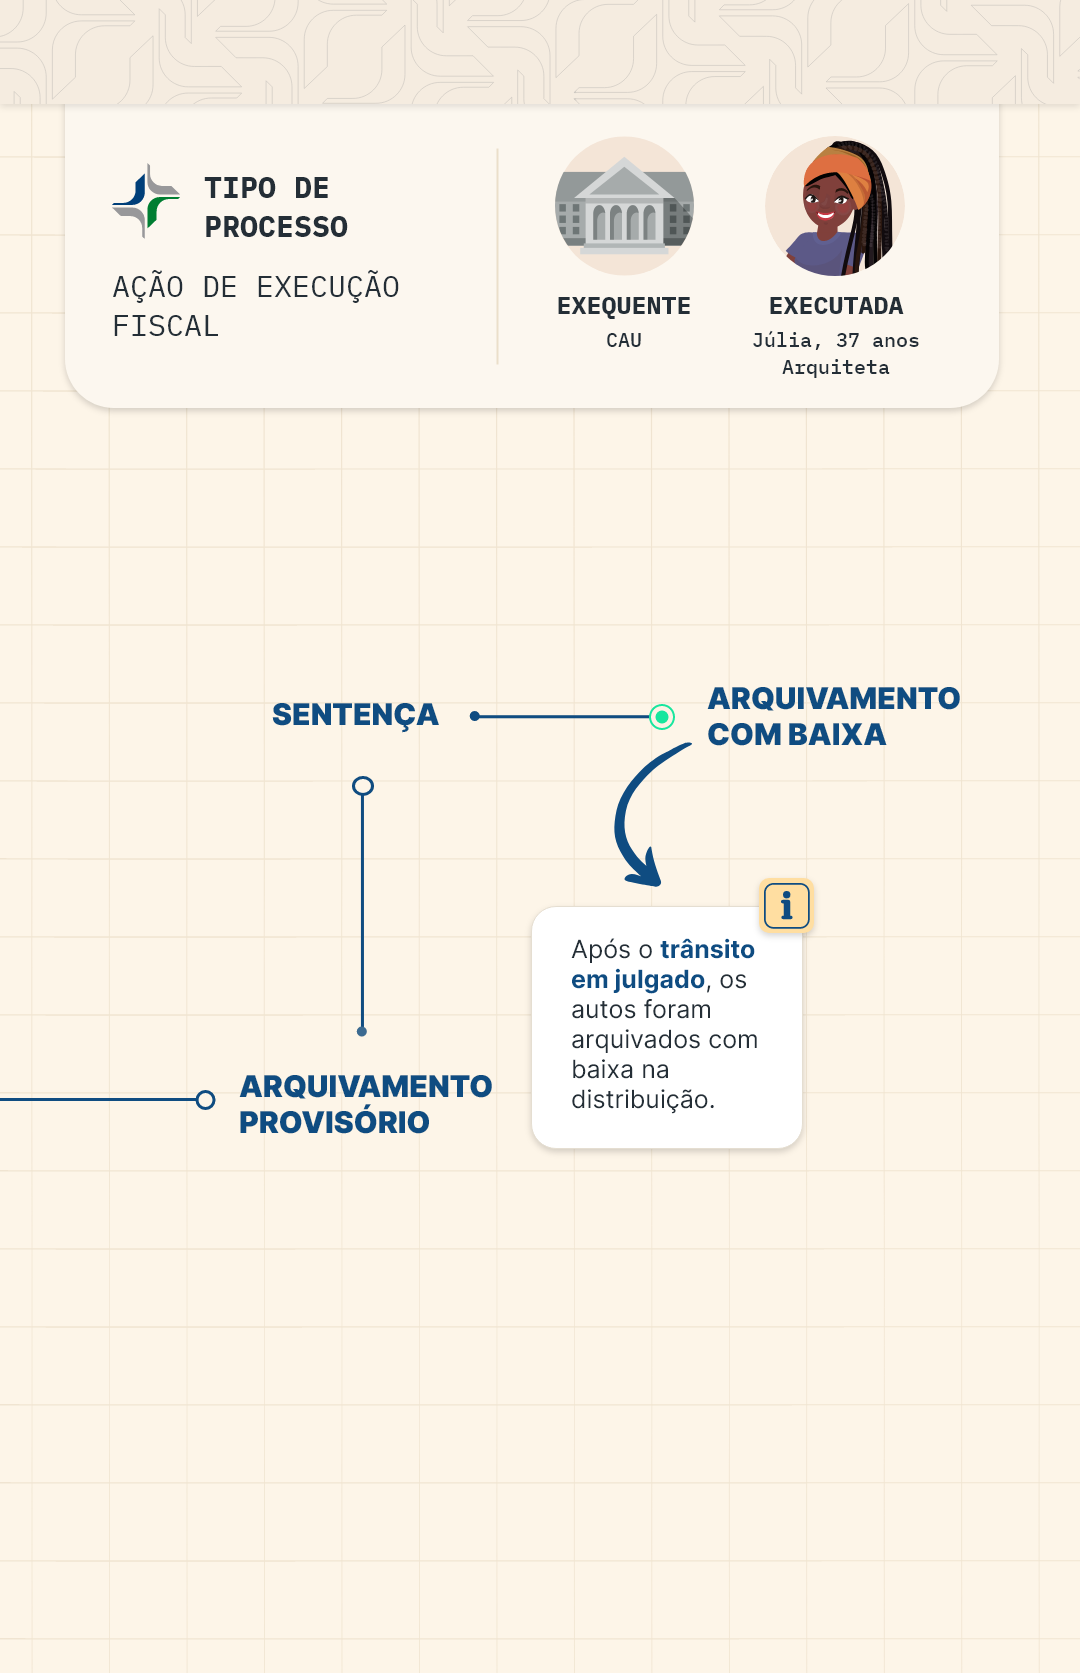 TIPO DE
PROCESSO
AÇÃO DE EXECUÇÃO
FISCAL
EXEQUENTE
CAU
EXECUTADA
Júlia, 37 anos
Arquiteta
SENTENÇA
ARQUIVAMENTO
COM BAIXA
i
Após o trânsito
em julgado, os
autos foram
arquivados com
baixa na
distribuição.
ARQUIVAMENTO
PROVISÓRIO